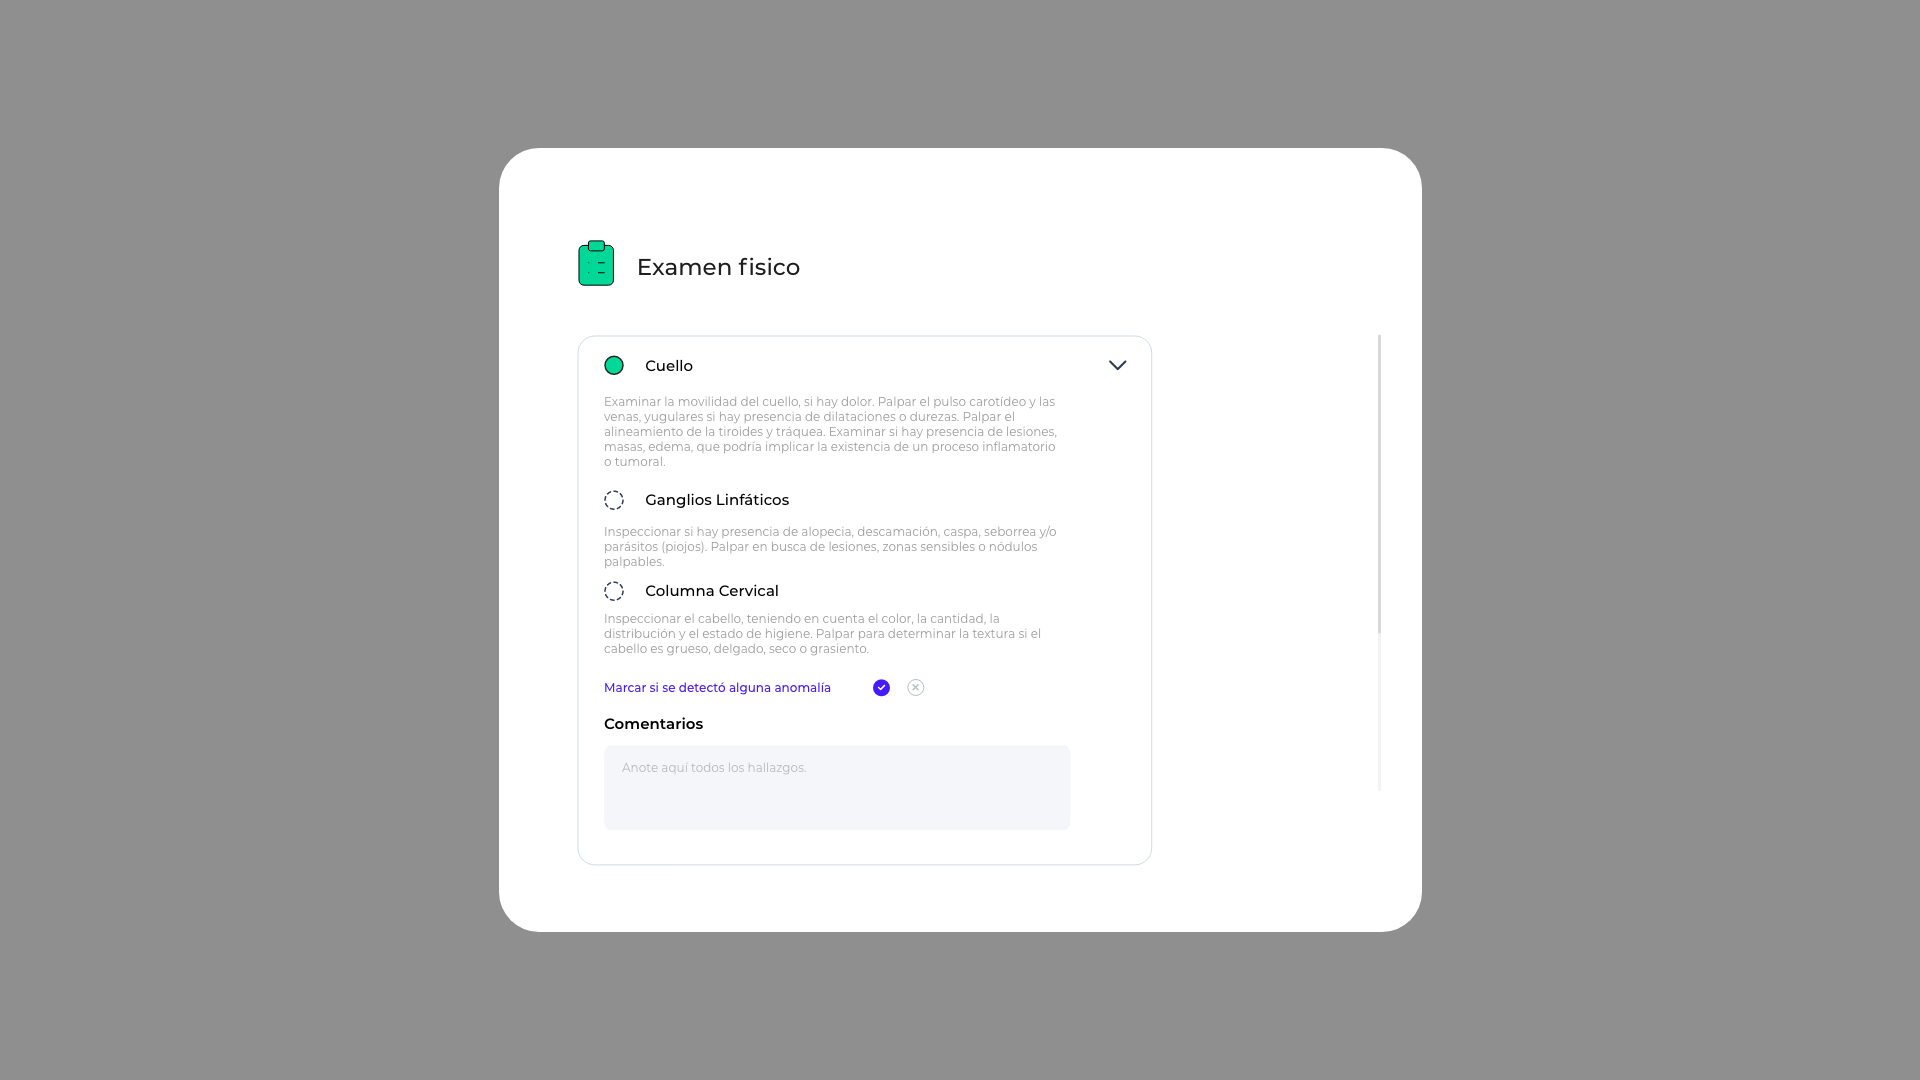 Examen fisico
Cuello
Examinar la movilidad del cuello, si hay dolor. Palpar el pulso carotídeo y las
venas, yugulares si hay presencia de dilataciones o durezas. Palpar el
alineamiento de la tiroides y tráquea. Examinar si hay presencia de lesiones,
masas, edema, que podría implicar la existencia de un proceso inflamatorio
o tumoral.
Ganglios Linfáticos
Inspeccionar si hay presencia de alopecia, descamación, caspa, seborrea y/o
parásitos (piojos). Palpar en busca de lesiones, zonas sensibles o nódulos
palpables.
Columna Cervical
Inspeccionar el cabello, teniendo en cuenta el color, la cantidad, la
distribución y el estado de higiene. Palpar para determinar la textura si el
cabello es grueso, delgado, seco o grasiento.
Marcar si se detectó alguna anomalía
Comentarios
Anote aquí todos los hallazgos.